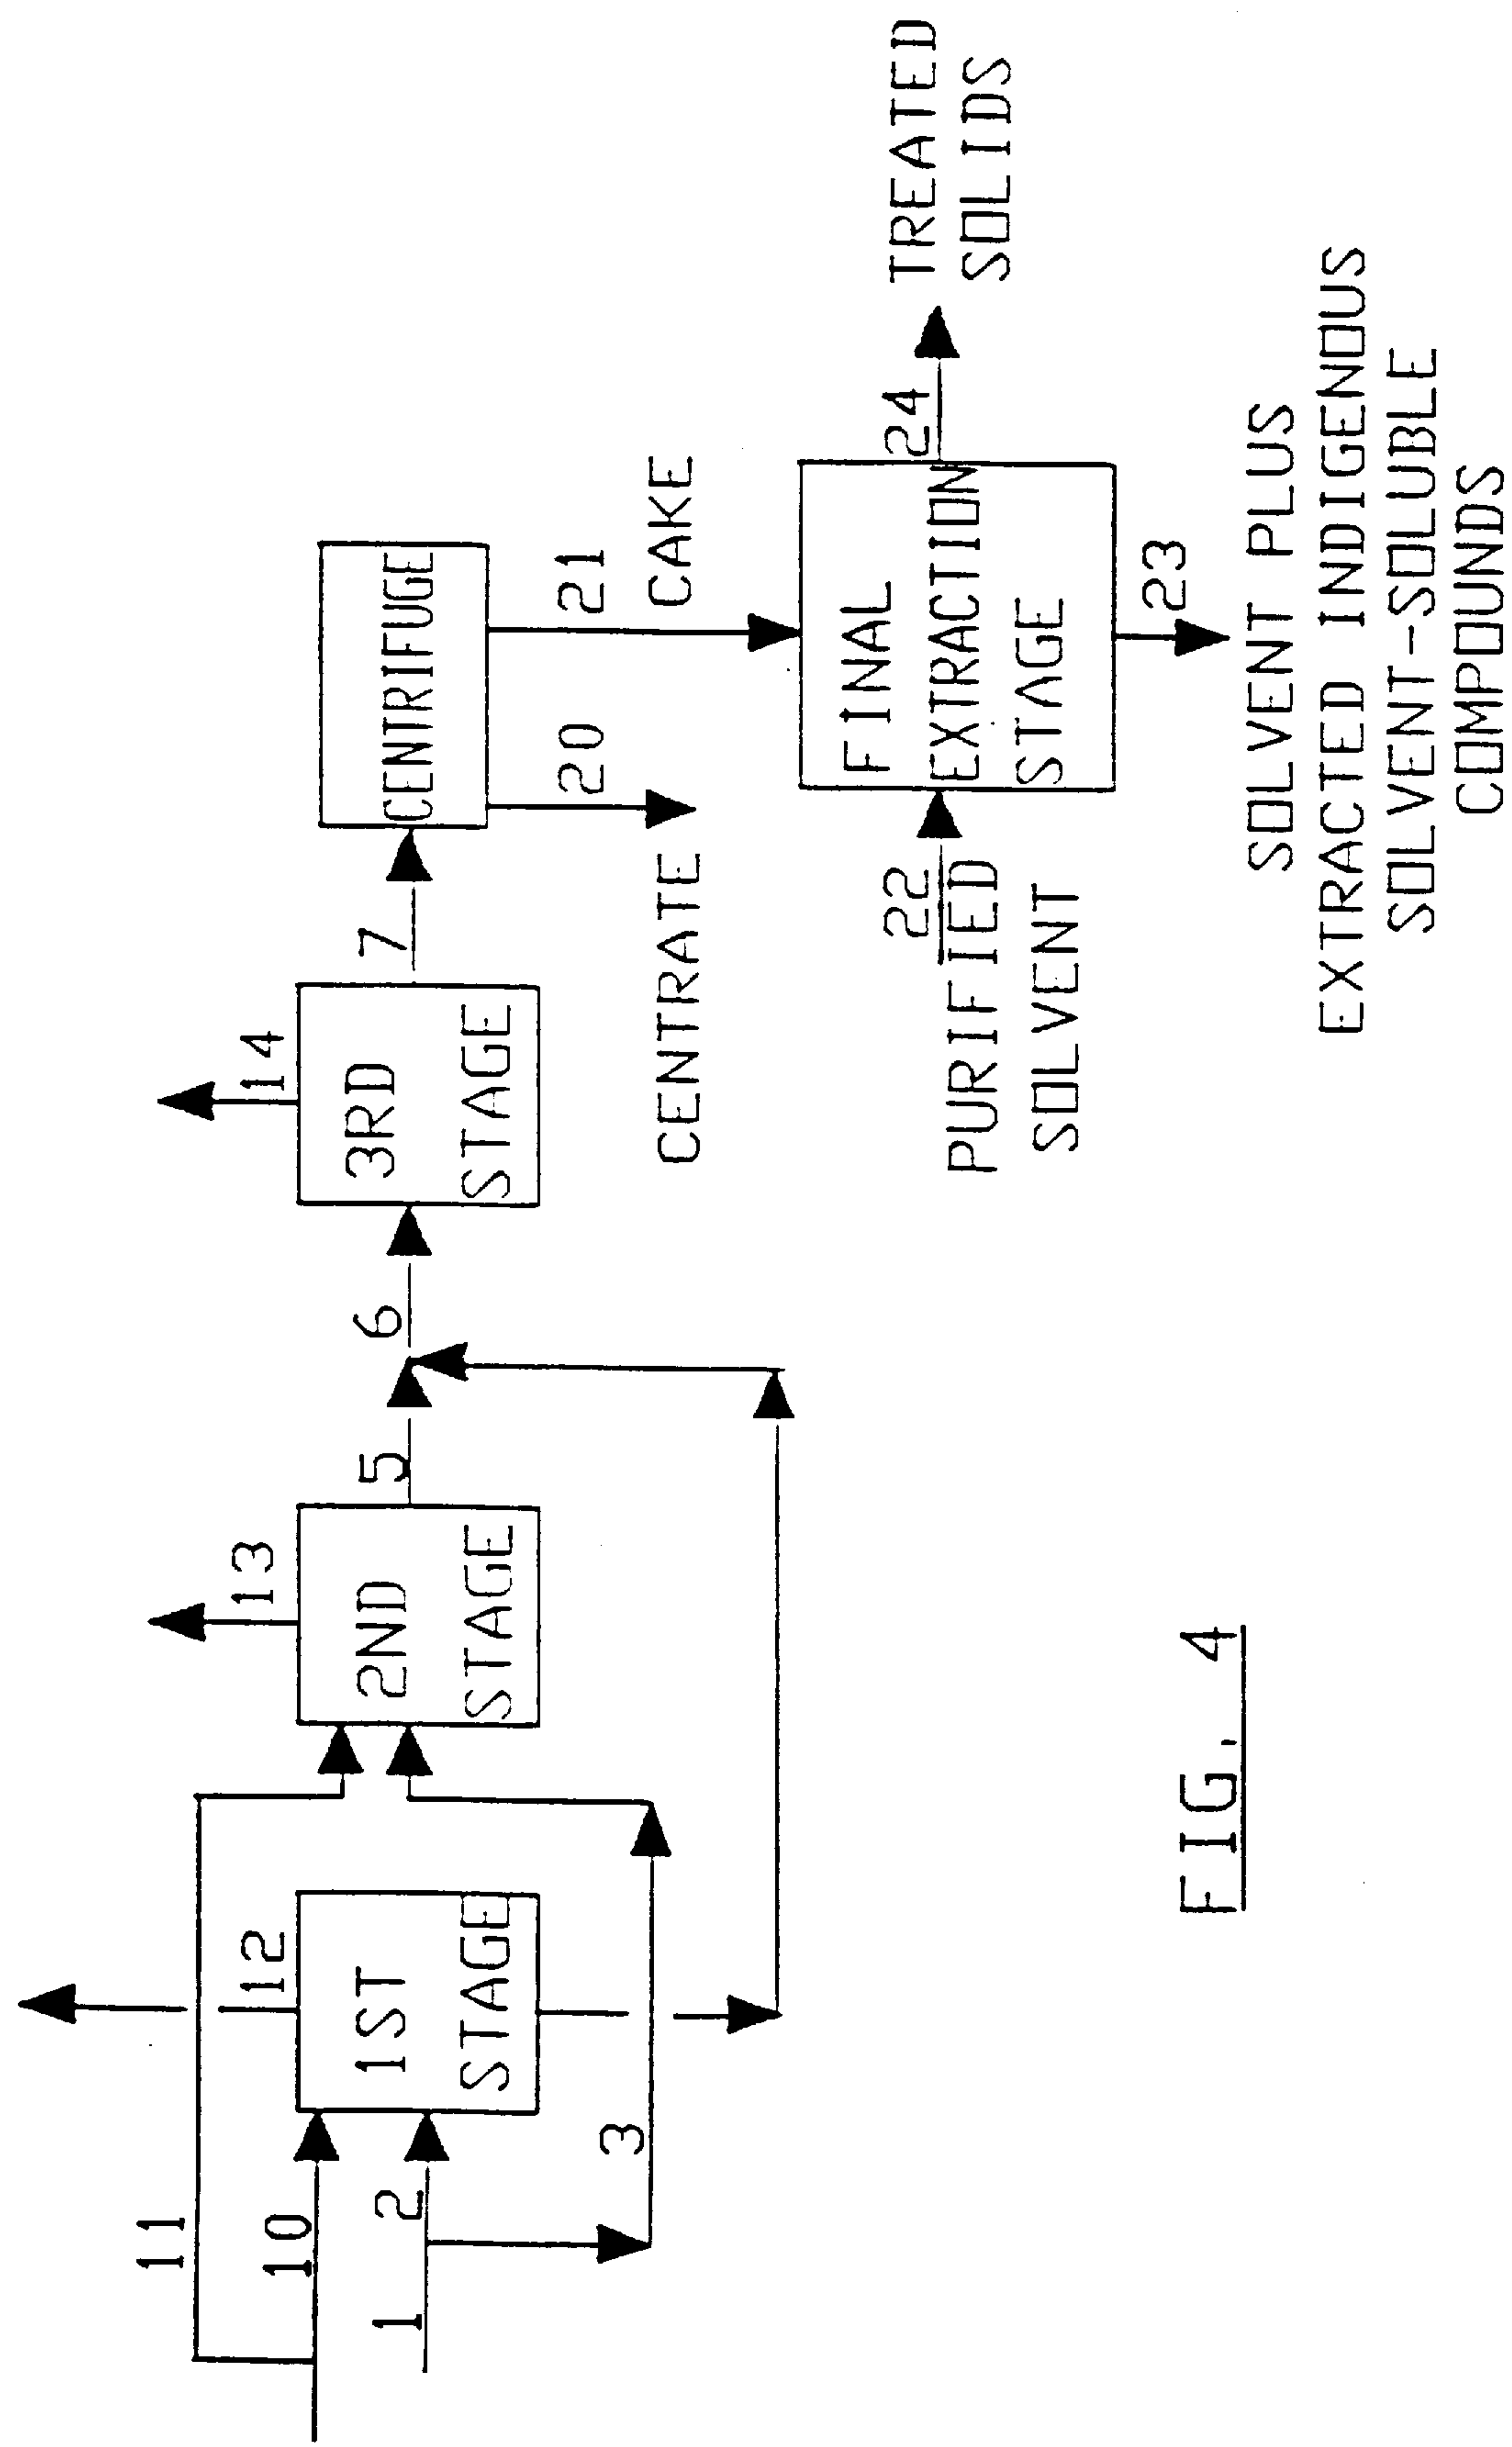 11
10
1
2
3
12
1ST
STAGE
13
2ND
STAGE
5
6
14
3RD
STAGE
7
CENTRIFUGE
20
CENTRATE
21
CAKE
22
PURIFIED
SOLVENT
FINAL
EXTRACTION
STAGE
24
TREATED
SOLIDS
23
SOLVENT PLUS
EXTRACTED INDIGENOUS
SOLVENT-SOLUBLE
COMPOUNDS
FIG. 4